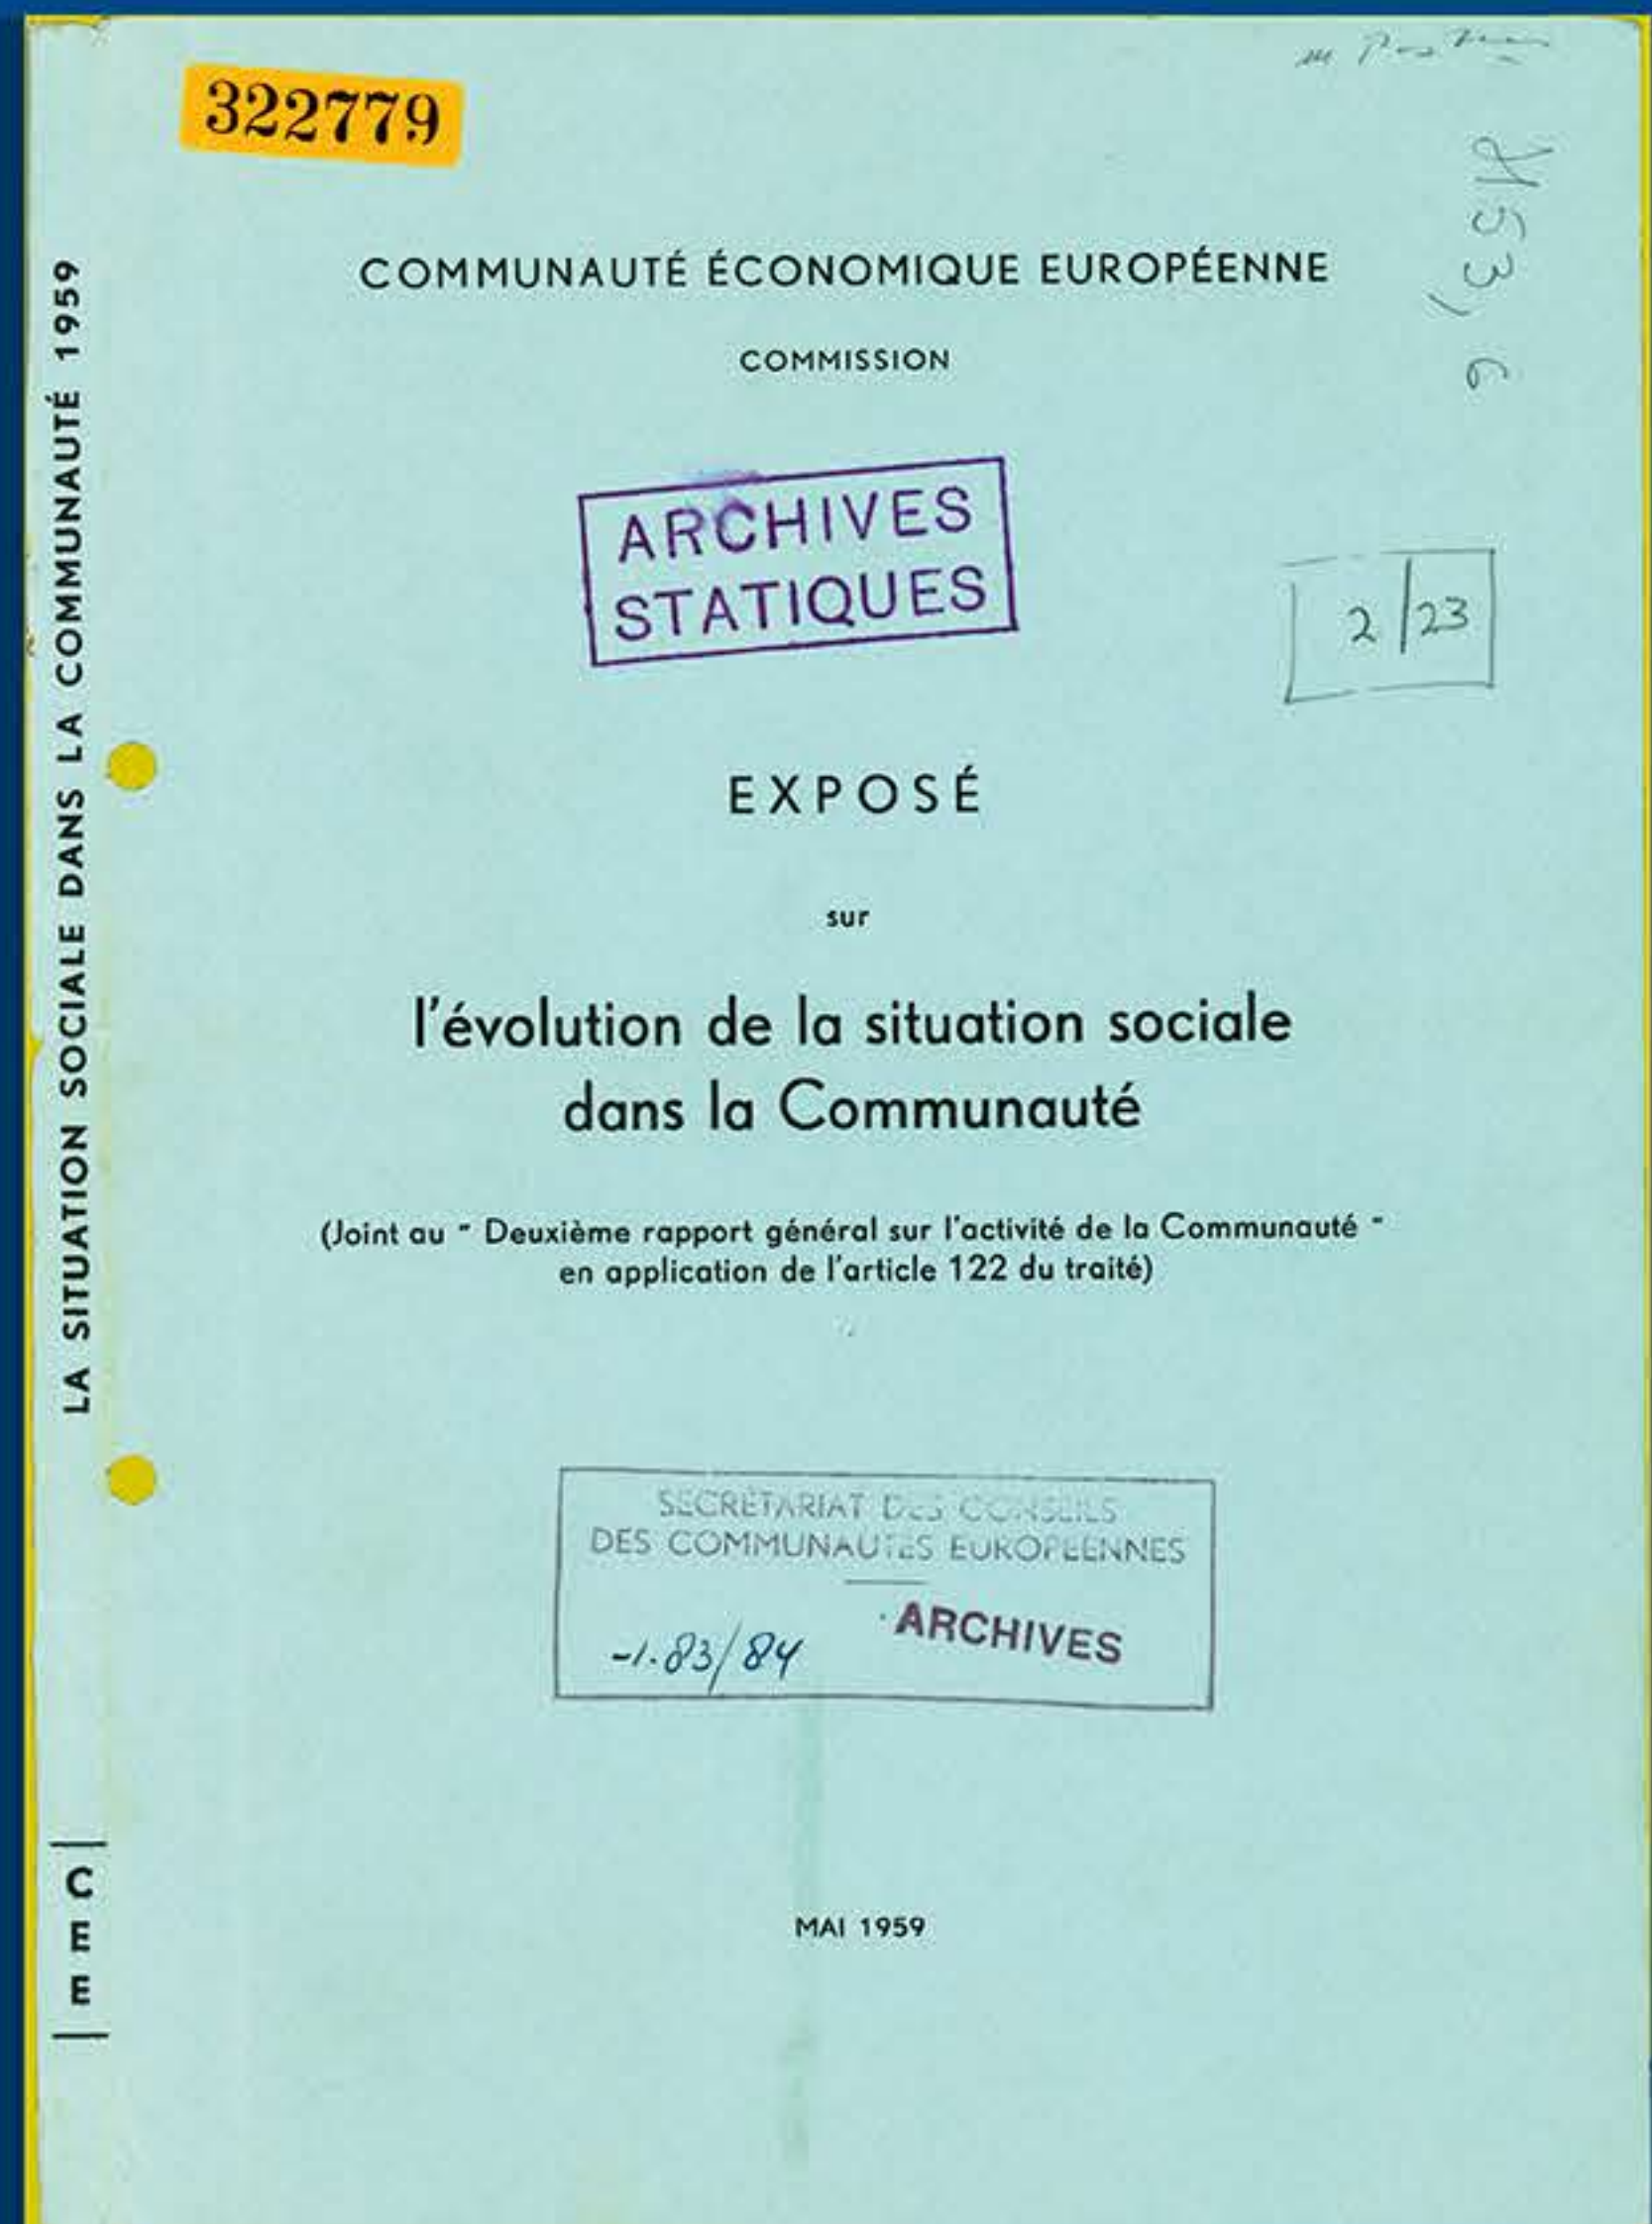 322779
COMMUNAUTÉ ÉCONOMIQUE EUROPÉENNE
COMMISSION
ARCHIVES
STATIQUES
2/23
EXPOSÉ
sur
l'évolution de la situation sociale
dans la Communauté
(Joint au " Deuxième rapport général sur l'activité de la Communauté "
en application de l'article 122 du traité)
SECRÉTARIAT DES CONSEILS
DES COMMUNAUTES EUROPEENNES
ARCHIVES
-1.83/84
MAI 1959
LA SITUATION SOCIALE DANS LA COMMUNAUTÉ 1959
C
E
E